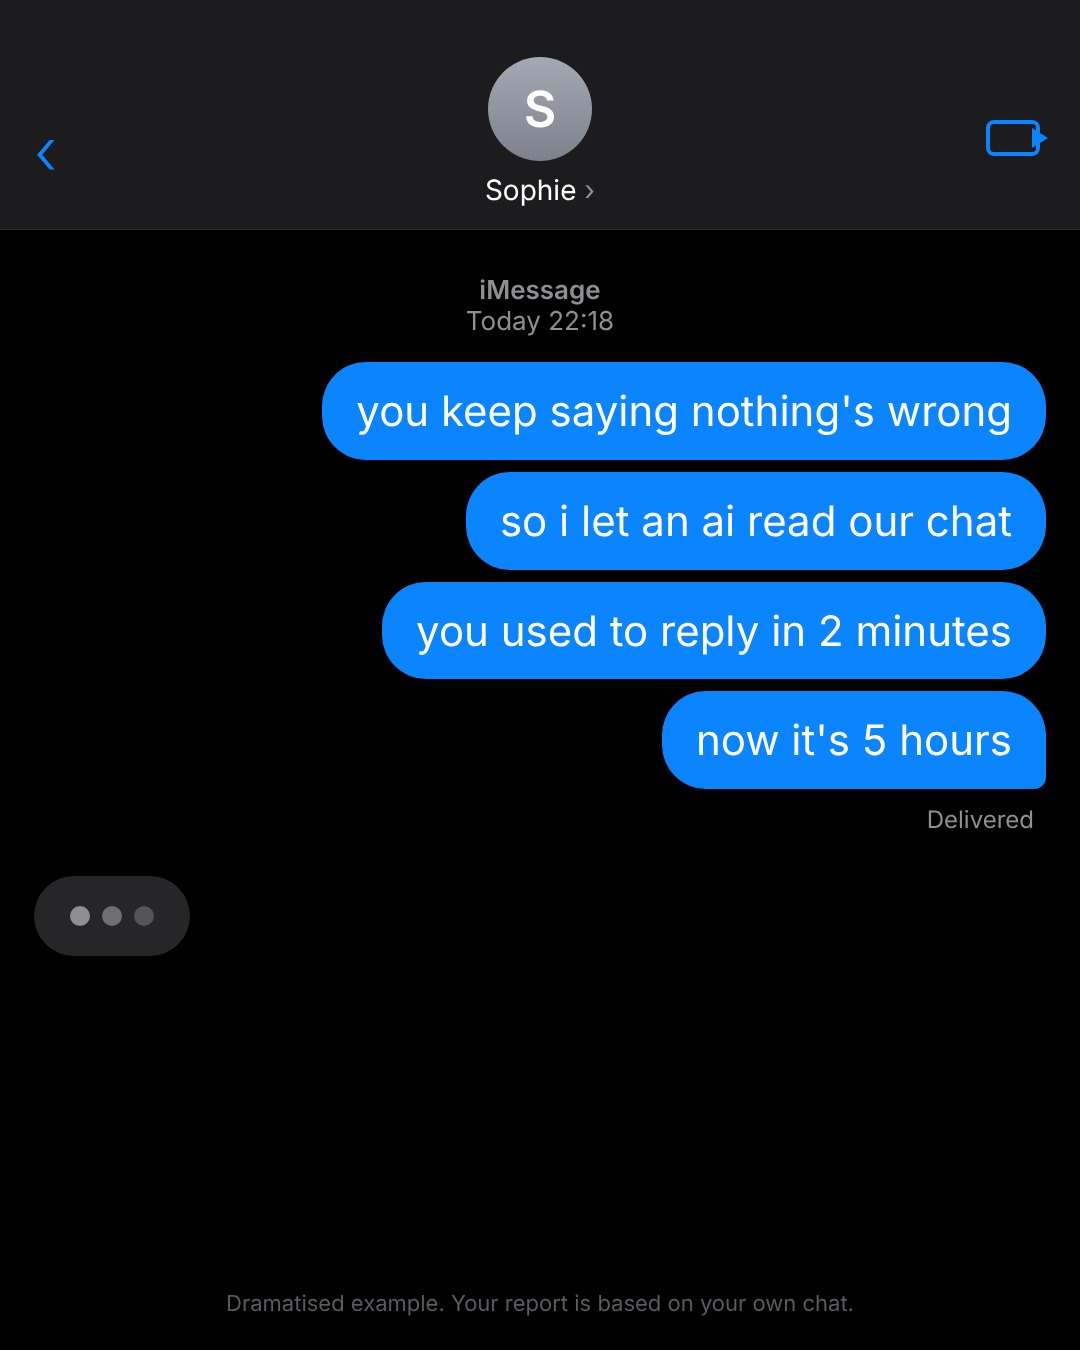 S
Sophie ›
iMessage
Today 22:18
you keep saying nothing's wrong
so i let an ai read our chat
you used to reply in 2 minutes
now it's 5 hours
Delivered
Dramatised example. Your report is based on your own chat.